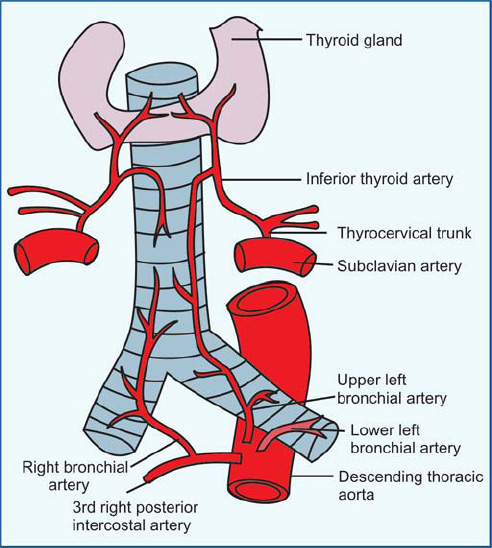 Thyroid gland
Inferior thyroid artery
Thyrocervical trunk
Subclavian artery
Upper left
bronchial artery
Lower left
bronchial artery
Descending thoracic
aorta
Right bronchial
artery
3rd right posterior
intercostal artery